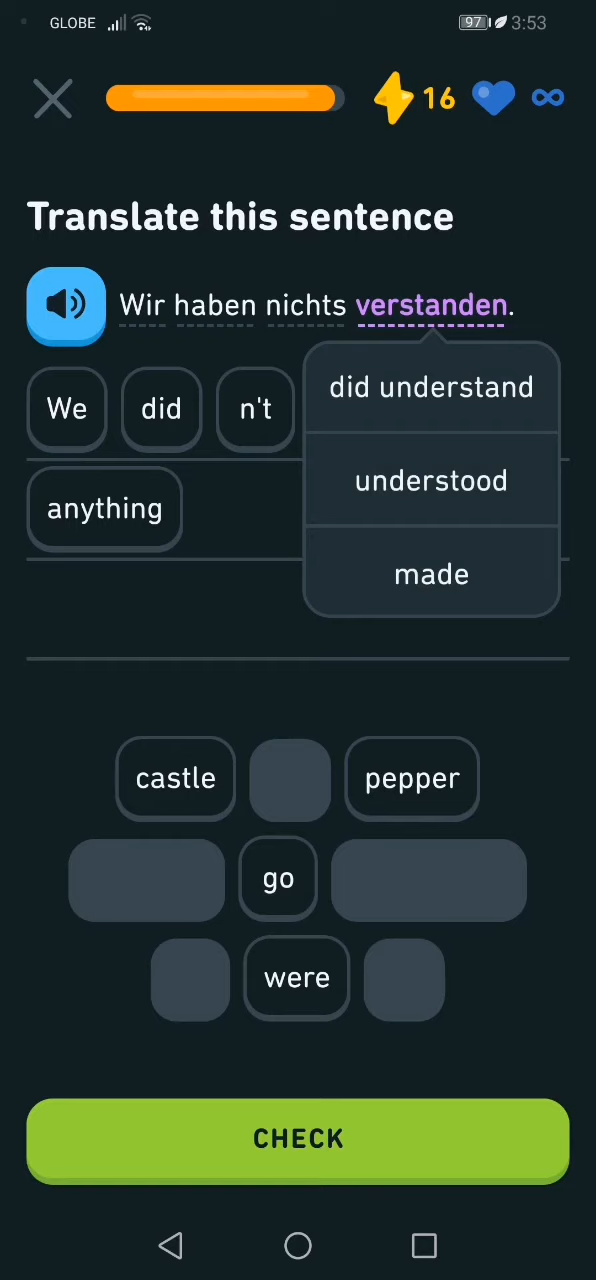 GLOBE 97 3:53
16
Translate this sentence
Wir haben nichts verstanden.
We did n't
did understand
understood
made
anything
castle pepper
go
were
CHECK